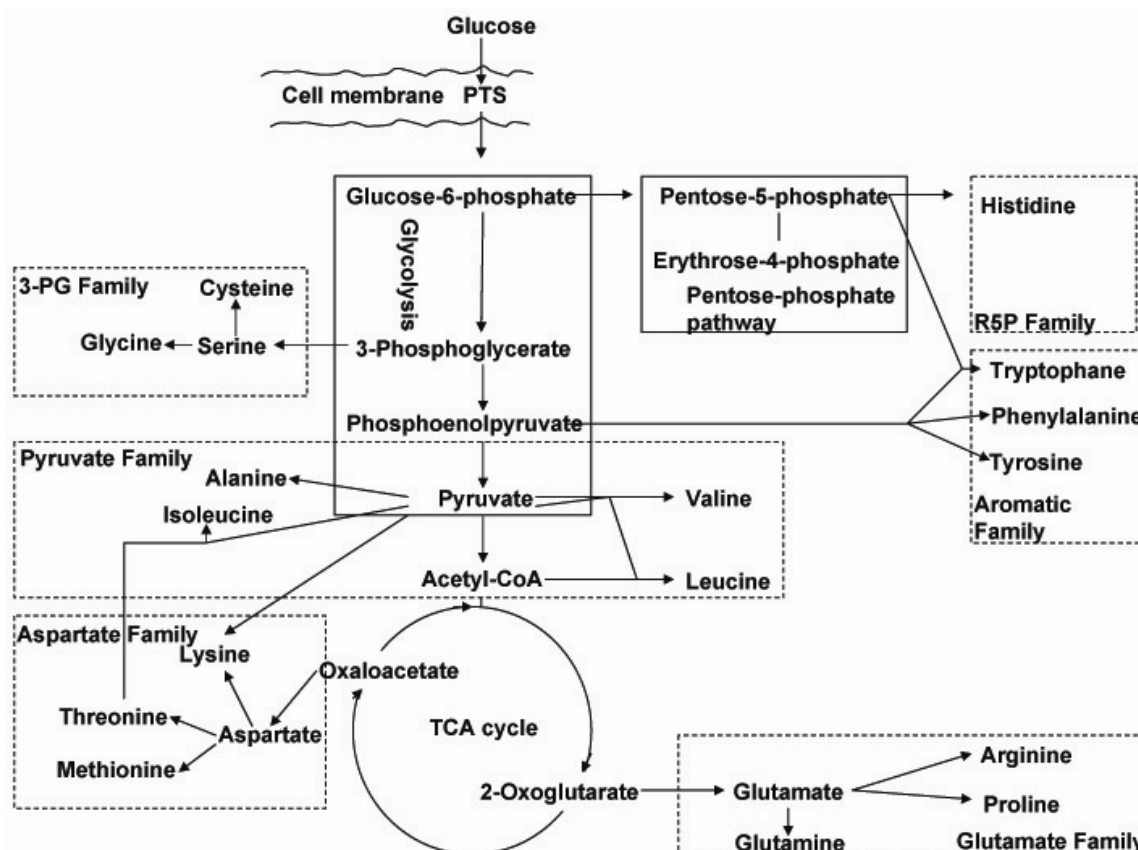 Glucose
Cell membrane PTS
Glucose-6-phosphate
Pentose-5-phosphate
Histidine
Glycolysis
Erythrose-4-phosphate
3-PG Family
Cysteine
Pentose-phosphate
pathway
R5P Family
Glycine
Serine
3-Phosphoglycerate
Tryptophane
Phosphoenolpyruvate
Phenylalanine
Pyruvate Family
Tyrosine
Alanine
Pyruvate
Valine
Aromatic
Family
Isoleucine
Acetyl-CoA
Leucine
Aspartate Family
Lysine
Oxaloacetate
Threonine
Aspartate
TCA cycle
Methionine
Arginine
2-Oxoglutarate
Glutamate
Proline
Glutamine
Glutamate Family